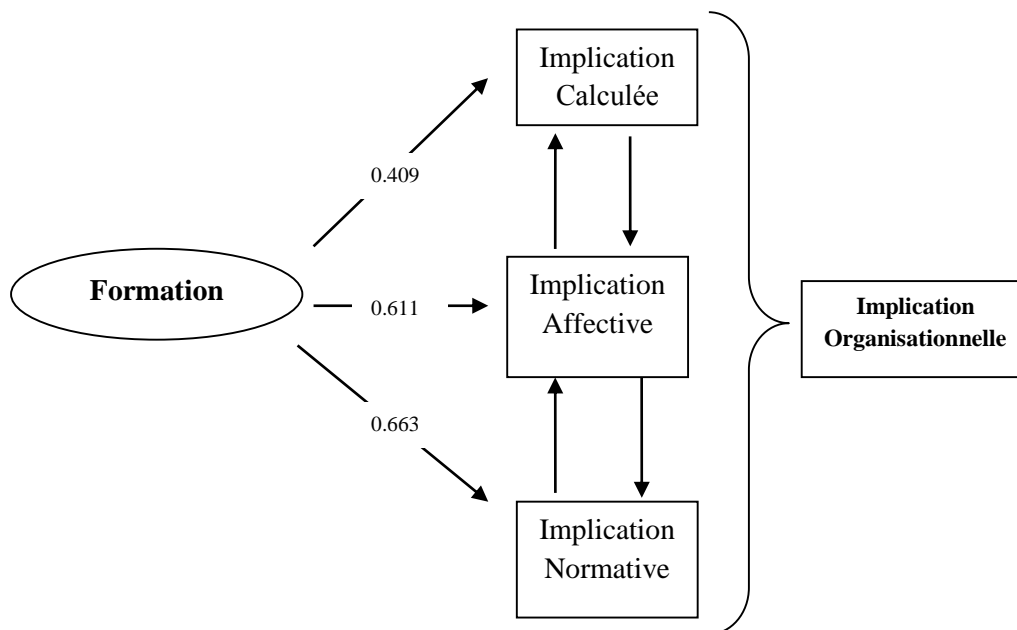 Implication
Calculée
0.409
Formation
0.611
Implication
Affective
Implication
Organisationnelle
0.663
Implication
Normative